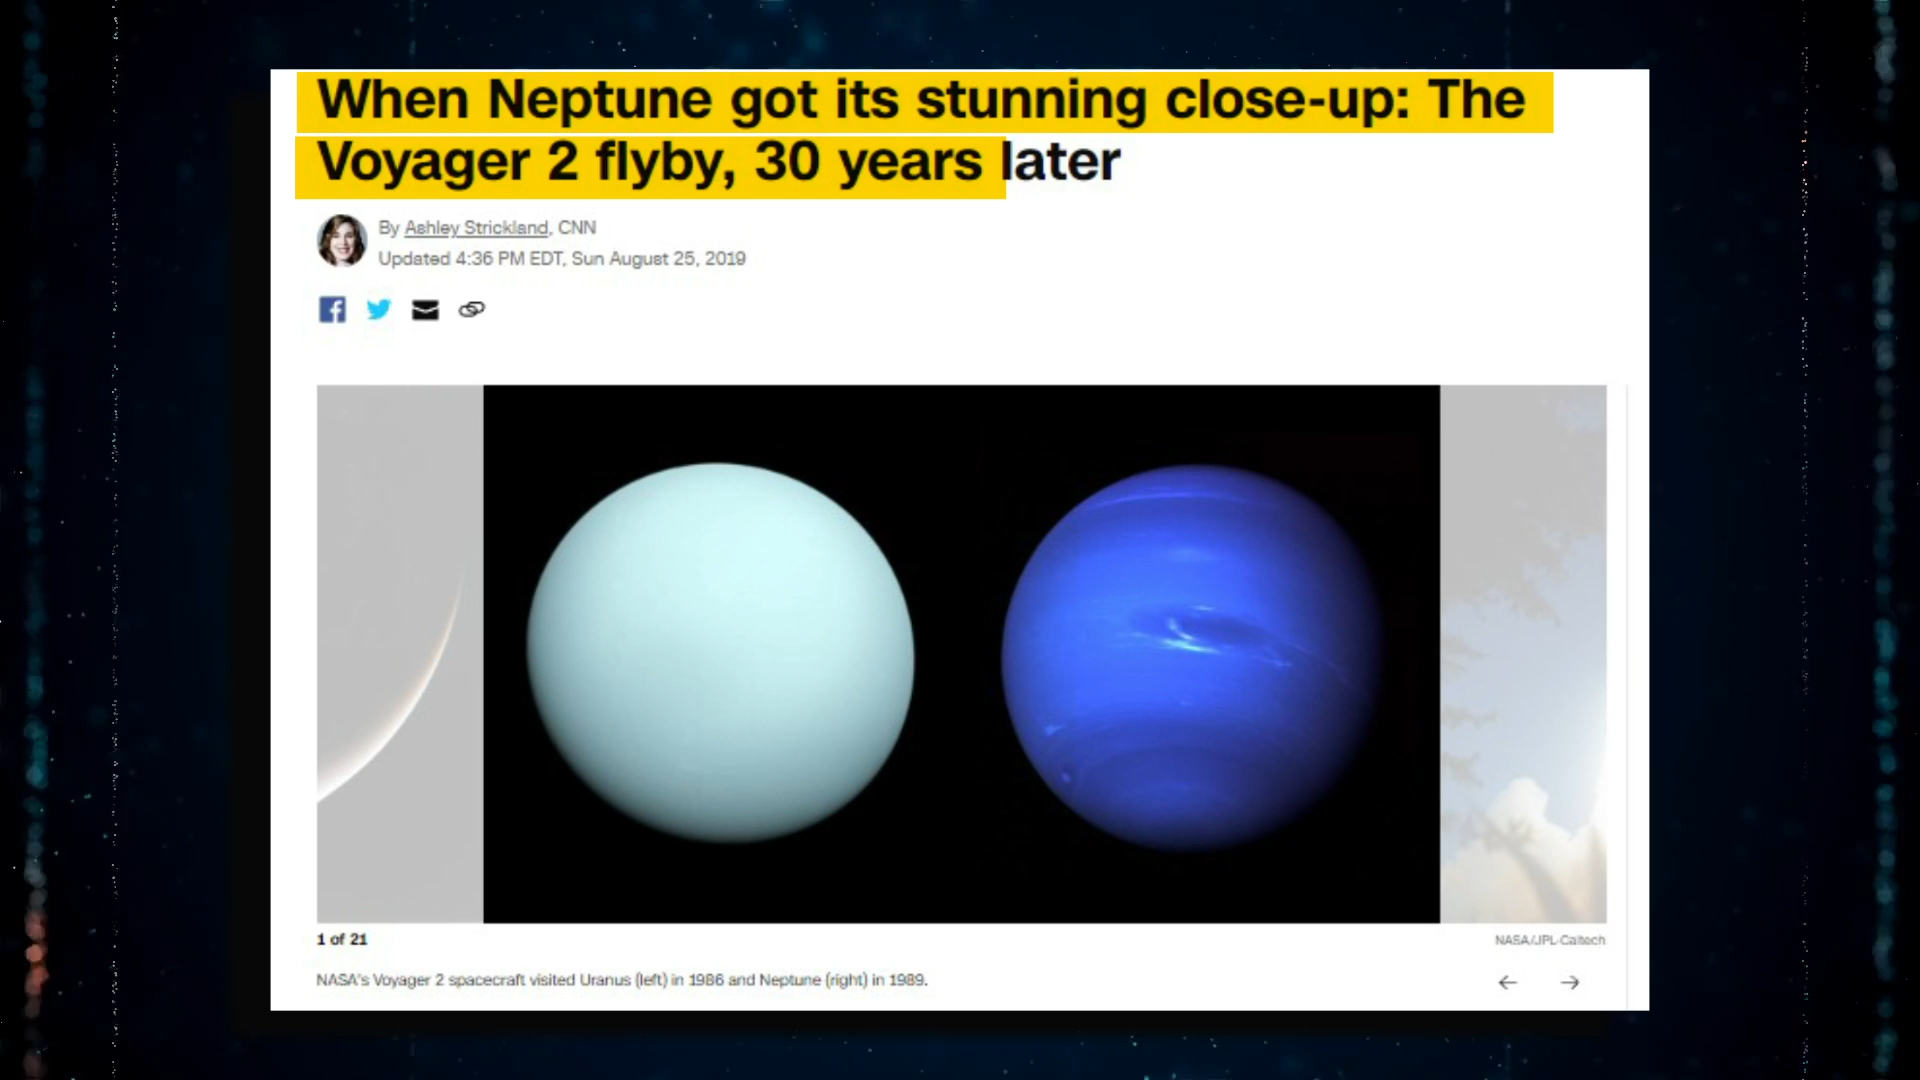 When Neptune got its stunning close-up: The
Voyager 2 flyby, 30 years later
By Ashley Strickland, CNN
Updated 4:36 PM EDT, Sun August 25, 2019
1 of 21
NASA/JPL-Caltech
NASA's Voyager 2 spacecraft visited Uranus (left) in 1986 and Neptune (right) in 1989.